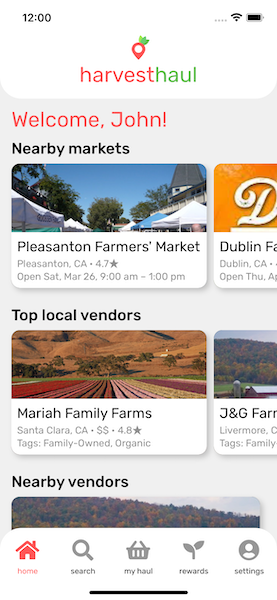 12:00
harvesthaul
Welcome, John!
Nearby markets
Pleasanton Farmers' Market
Pleasanton, CA • 4.7★
Open Sat, Mar 26, 9:00 am – 1:00 pm
Dublin Fa
Dublin, CA •
Open Thu, Ap
Top local vendors
Mariah Family Farms
Santa Clara, CA • $$ • 4.8★
Tags: Family-Owned, Organic
J&G Farr
Livermore, C
Tags: Family-
Nearby vendors
home
search
my haul
rewards
settings